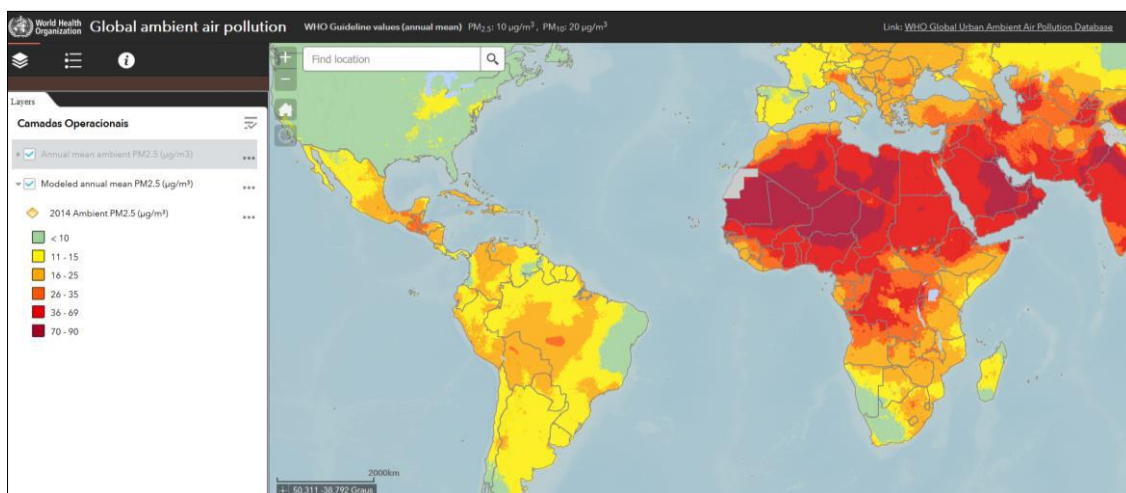 World Health Organization Global ambient air pollution WHO Guideline values (annual mean) PM2.5: 10 µg/m³, PM10: 20 µg/m³ Link: WHO Global Urban Ambient Air Pollution Database
Find location
Layers
Camadas Operacionais
Annual mean ambient PM2.5 (µg/m3)
Modeled annual mean PM2.5 (µg/m³)
2014 Ambient PM2.5 (µg/m³)
< 10
11 - 15
16 - 25
26 - 35
36 - 69
70 - 90
2000km
50.311 -38.792 Graus